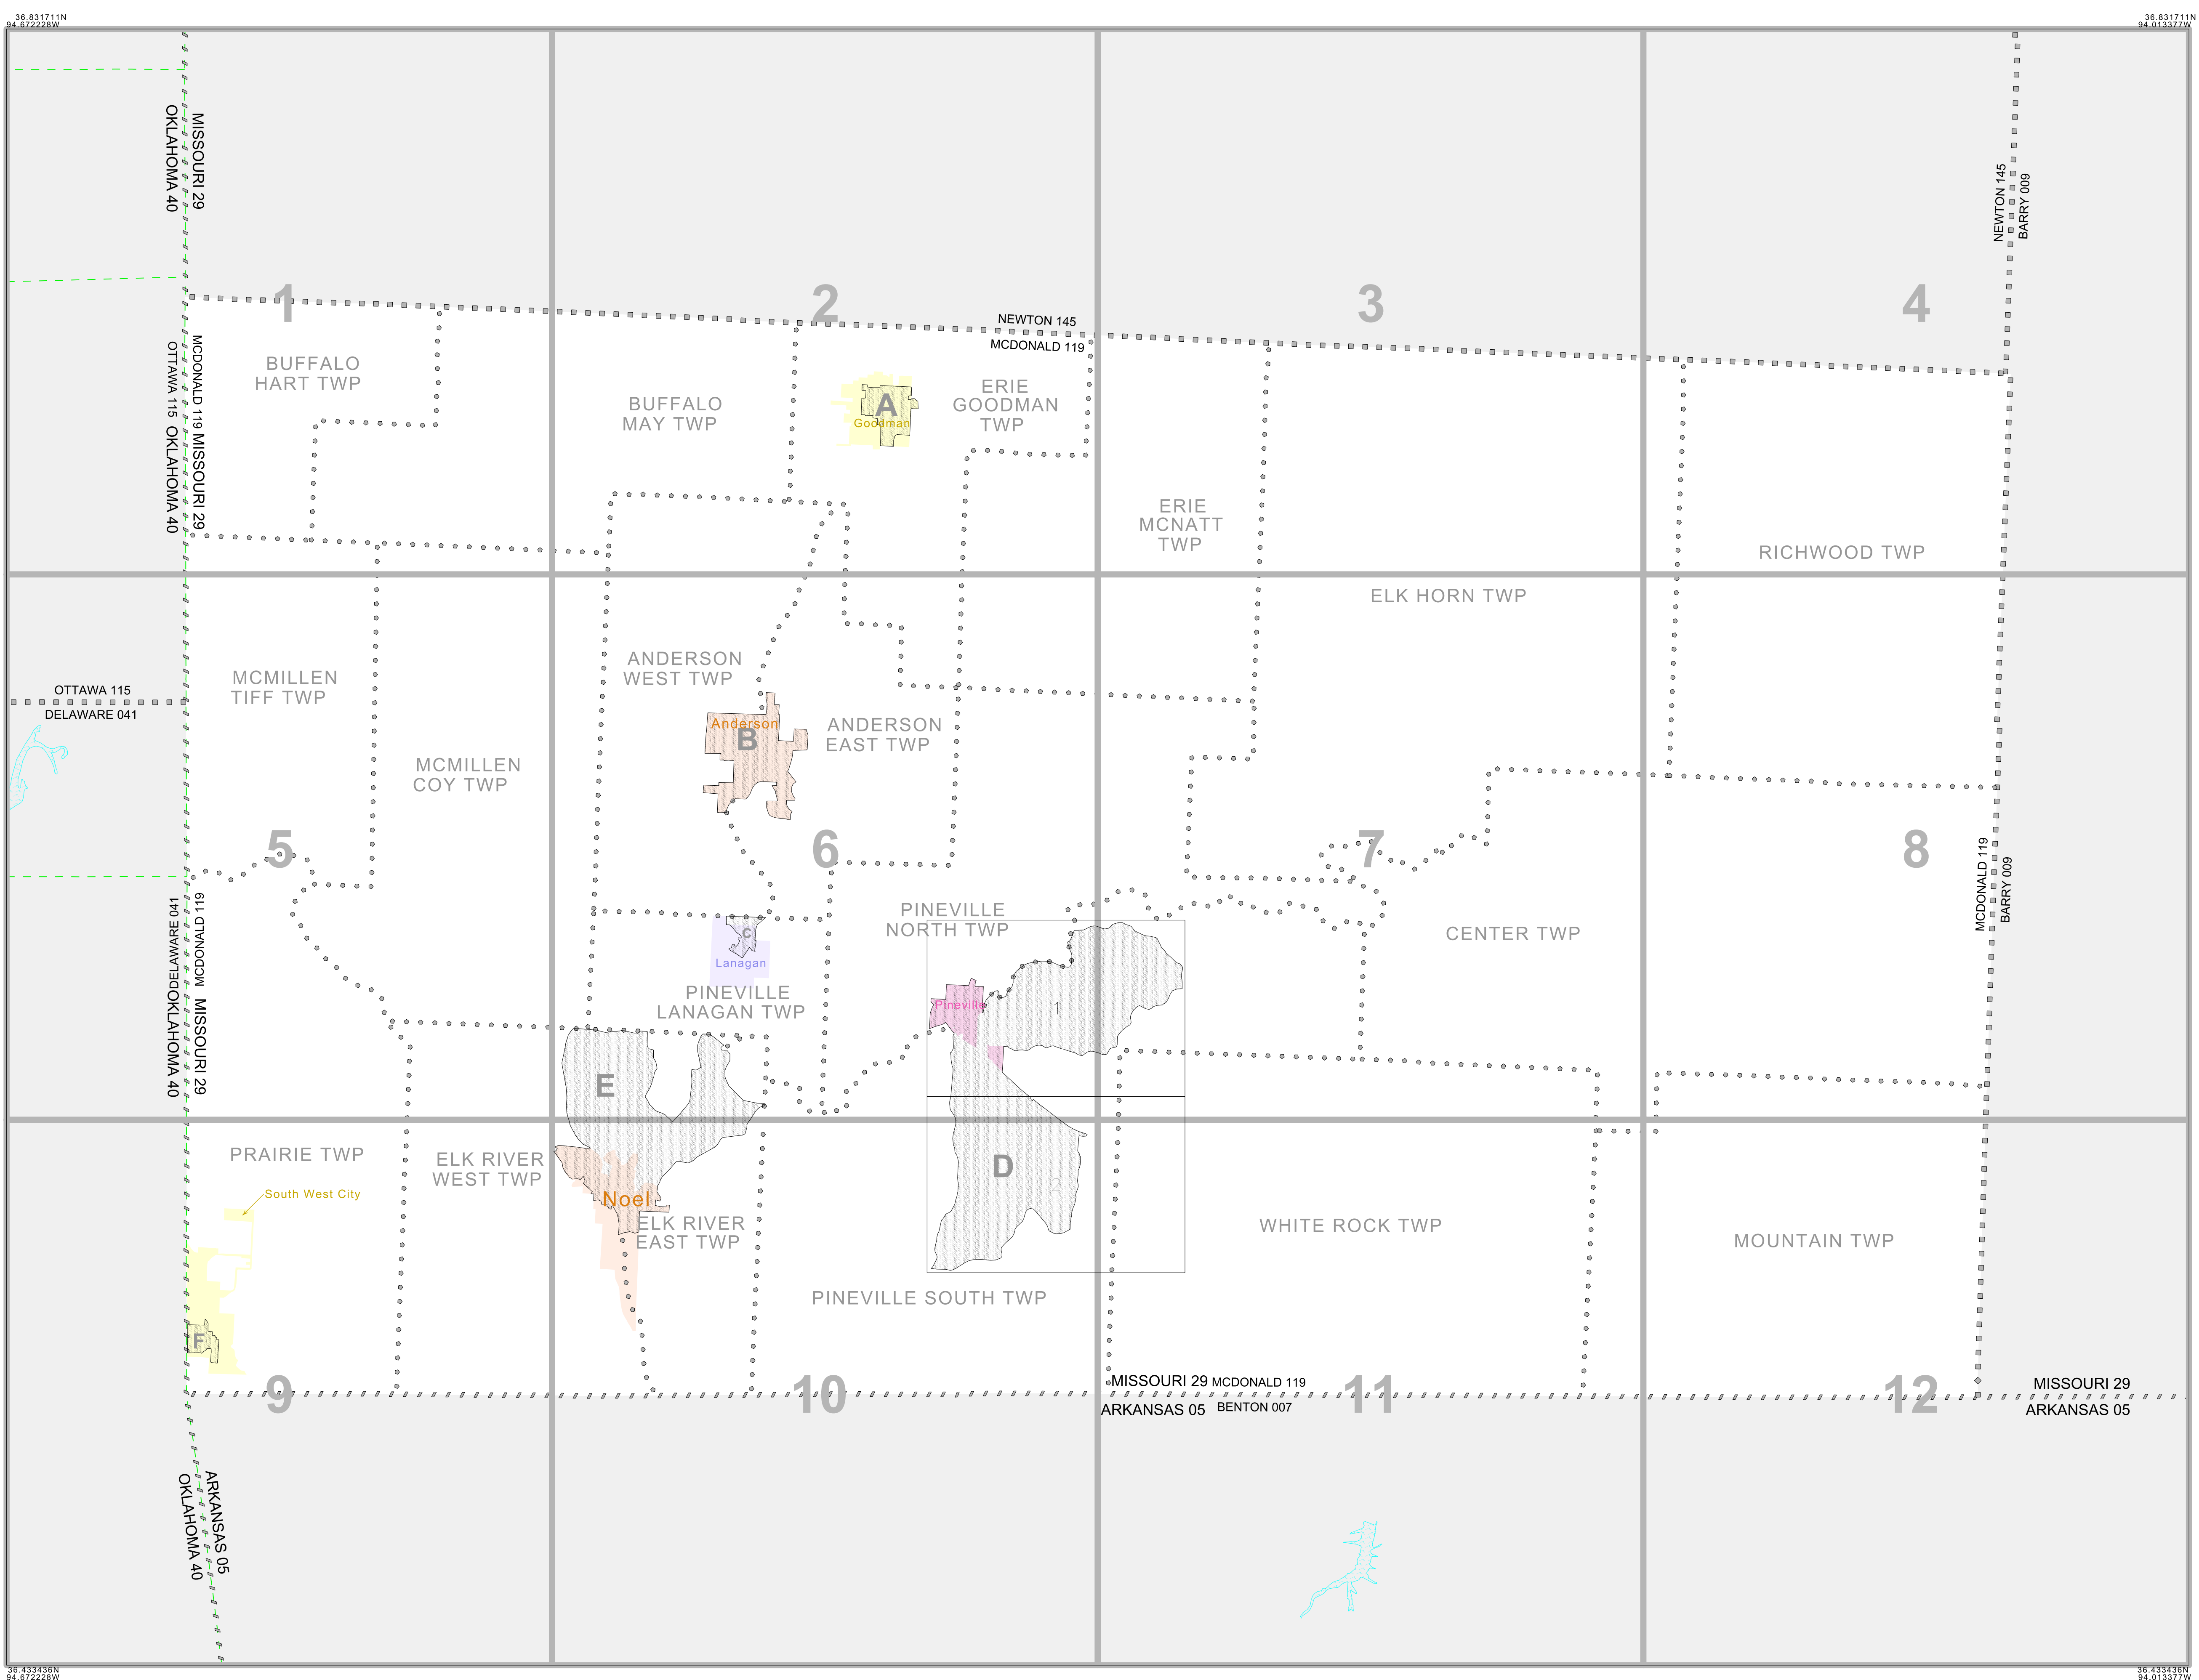 36.831711N
94.672228W
36.831711N
94.013377W
MISSOURI 29
OKLAHOMA 40
NEWTON 145
BARRY 009
1
2
3
4
NEWTON 145
MCDONALD 119
MCDONALD 119 MISSOURI 29
OTTAWA 115 OKLAHOMA 40
BUFFALO
HART TWP
BUFFALO
MAY TWP
A
Goodman
ERIE
GOODMAN
TWP
ERIE
MCNATT
TWP
RICHWOOD TWP
ELK HORN TWP
OTTAWA 115
DELAWARE 041
MCMILLEN
TIFF TWP
ANDERSON
WEST TWP
Anderson
B
ANDERSON
EAST TWP
MCMILLEN
COY TWP
5
6
7
8
MCDONALD 119
BARRY 009
MCDONALD 119 MISSOURI 29
DELAWARE 041 OKLAHOMA 40
PINEVILLE
NORTH TWP
CENTER TWP
C
Lanagan
PINEVILLE
LANAGAN TWP
Pineville
1
E
PRAIRIE TWP
ELK RIVER
WEST TWP
D
2
South West City
Noel
ELK RIVER
EAST TWP
WHITE ROCK TWP
MOUNTAIN TWP
PINEVILLE SOUTH TWP
F
9
10
11
12
MISSOURI 29 MCDONALD 119
ARKANSAS 05 BENTON 007
MISSOURI 29
ARKANSAS 05
ARKANSAS 05
OKLAHOMA 40
36.433436N
94.672228W
36.433436N
94.013377W